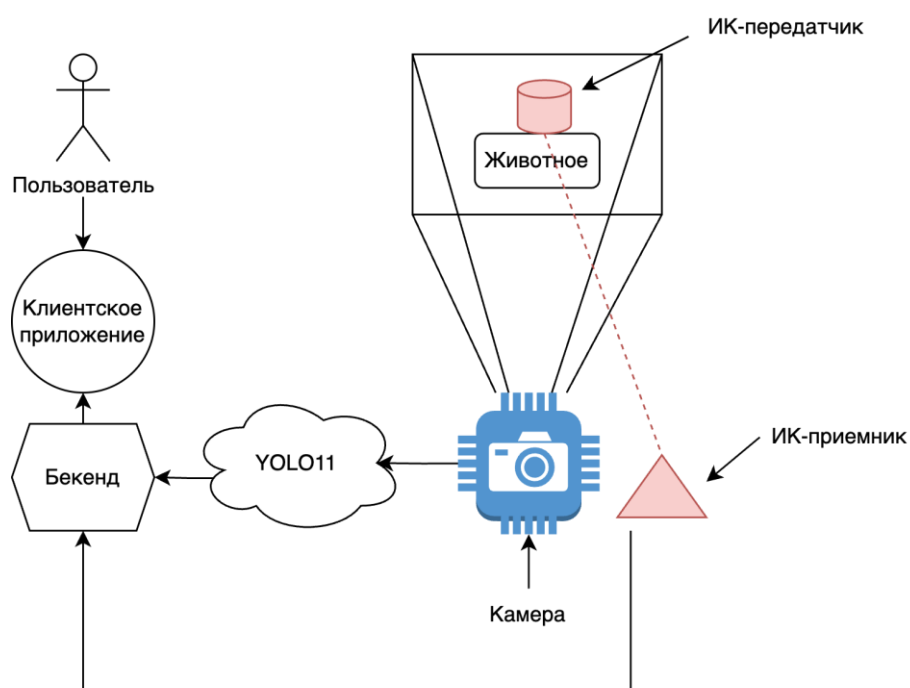 ИК-передатчик
Животное
Пользователь
Клиентское
приложение
YOLO11
Бекенд
ИК-приемник
Камера